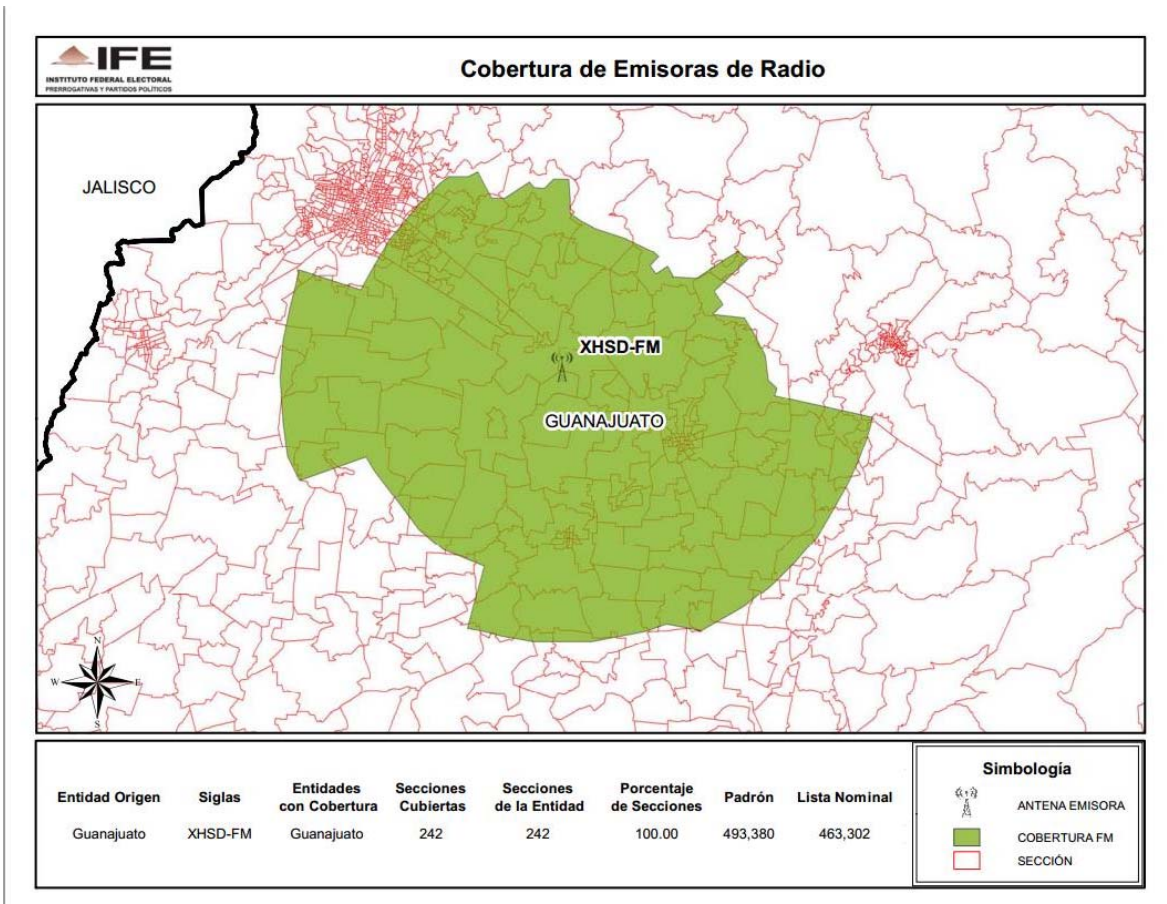 IFE
INSTITUTO FEDERAL ELECTORAL
PRERROGATIVAS Y PARTIDOS POLÍTICOS
Cobertura de Emisoras de Radio
JALISCO
XHSD-FM
GUANAJUATO
N
W E
S
Entidad Origen Siglas Entidades con Cobertura Secciones Cubiertas Secciones de la Entidad Porcentaje de Secciones Padrón Lista Nominal
Guanajuato XHSD-FM Guanajuato 242 242 100.00 493,380 463,302
Simbología
ANTENA EMISORA
COBERTURA FM
SECCIÓN